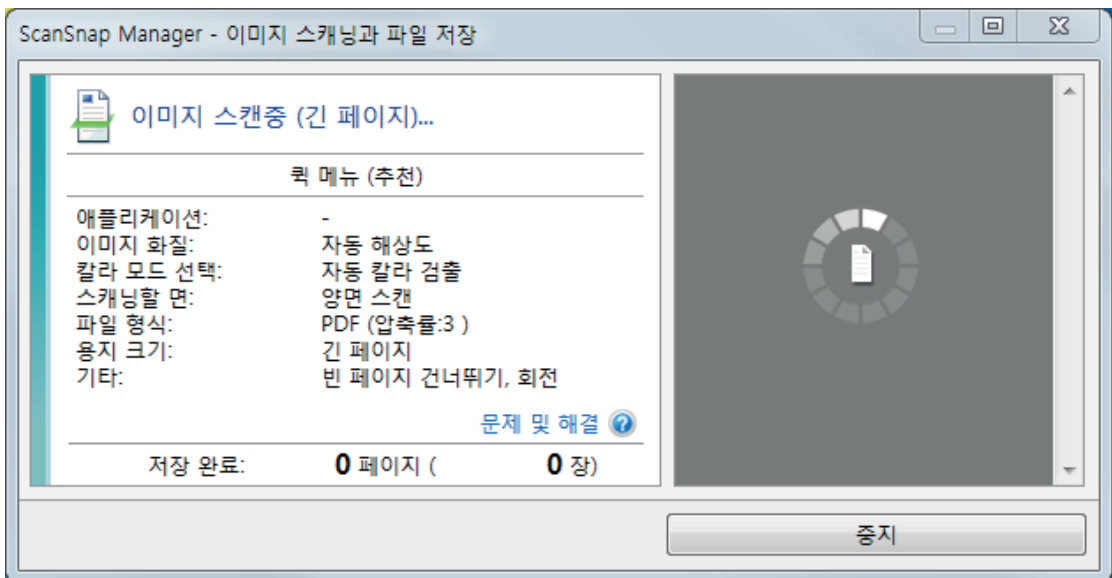 ScanSnap Manager - 이미지 스캐닝과 파일 저장
이미지 스캔중 (긴 페이지)...
퀵 메뉴 (추천)
애플리케이션: -
이미지 화질: 자동 해상도
칼라 모드 선택: 자동 칼라 검출
스캐닝할 면: 양면 스캔
파일 형식: PDF (압축률:3 )
용지 크기: 긴 페이지
기타: 빈 페이지 건너뛰기, 회전
문제 및 해결 ?
저장 완료: 0 페이지 ( 0 장)
중지